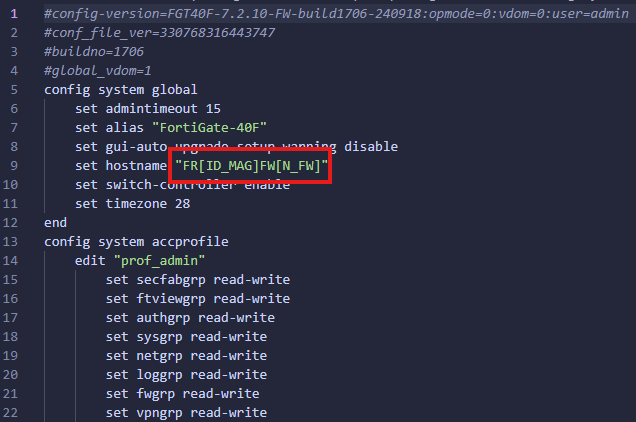 1 #config-version=FGT40F-7.2.10-FW-build1706-240918:opmode=0:vdom=0:user=admin
2 #conf_file_ver=330768316443747
3 #buildno=1706
4 #global_vdom=1
5 config system global
6 set admintimeout 15
7 set alias "FortiGate-40F"
8 set gui-auto-upgrade-setup-warning disable
9 set hostname "FR[ID_MAG]FW[N_FW]"
10 set switch-controller enable
11 set timezone 28
12 end
13 config system accprofile
14 edit "prof_admin"
15 set secfabgrp read-write
16 set ftviewgrp read-write
17 set authgrp read-write
18 set sysgrp read-write
19 set netgrp read-write
20 set loggrp read-write
21 set fwgrp read-write
22 set vpngrp read-write